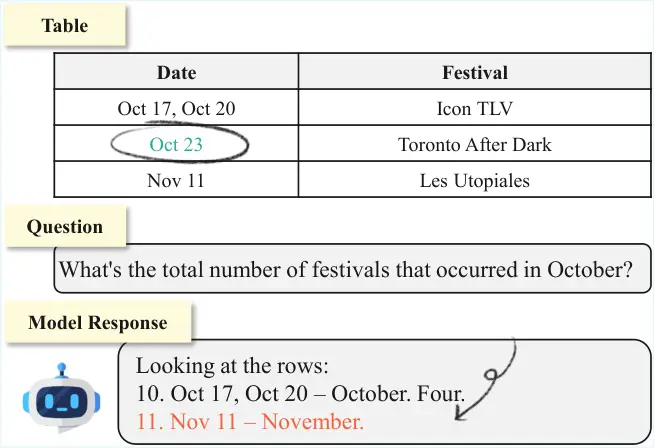 Table
Date Festival
Oct 17, Oct 20 Icon TLV
Oct 23 Toronto After Dark
Nov 11 Les Utopiales
Question
What's the total number of festivals that occurred in October?
Model Response
Looking at the rows:
10. Oct 17, Oct 20 – October. Four.
11. Nov 11 – November.